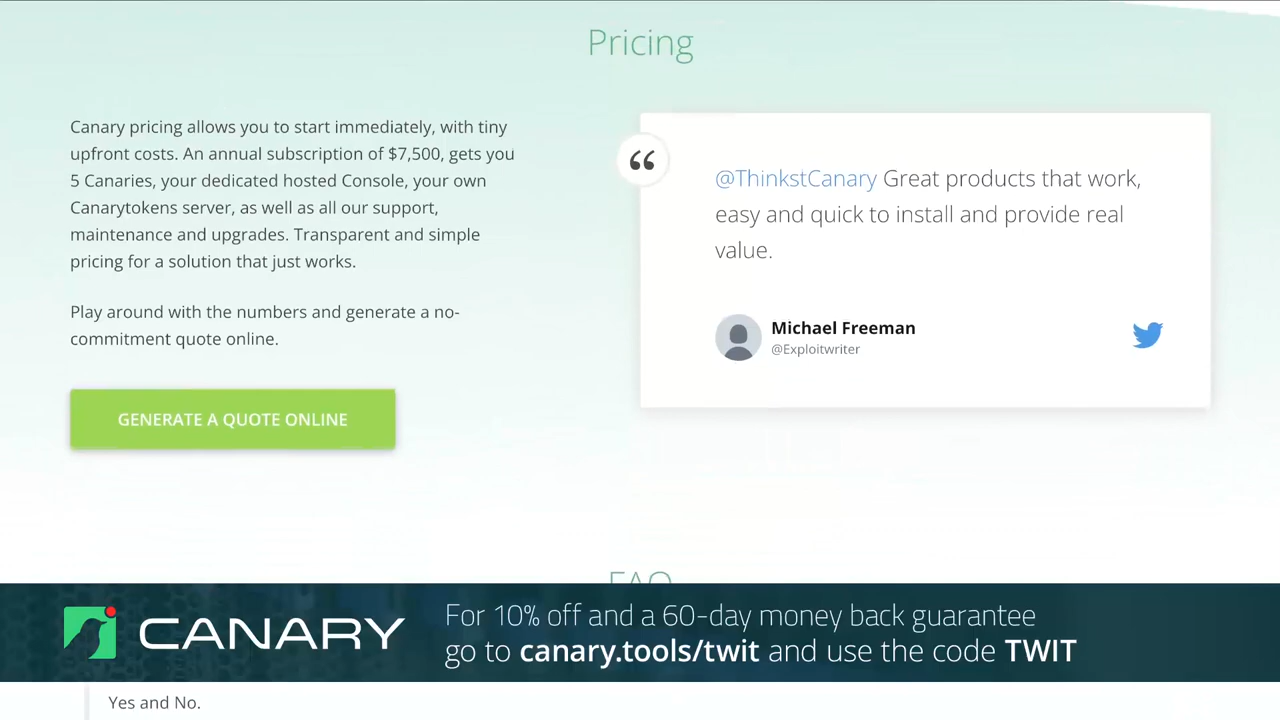 Pricing
Canary pricing allows you to start immediately, with tiny
upfront costs. An annual subscription of $7,500, gets you
5 Canaries, your dedicated hosted Console, your own
Canarytokens server, as well as all our support,
maintenance and upgrades. Transparent and simple
pricing for a solution that just works.
Play around with the numbers and generate a no-
commitment quote online.
GENERATE A QUOTE ONLINE
“
@ThinkstCanary Great products that work,
easy and quick to install and provide real
value.
Michael Freeman
@Exploitwriter
FAQ
CANARY
For 10% off and a 60-day money back guarantee
go to canary.tools/twit and use the code TWIT
Yes and No.